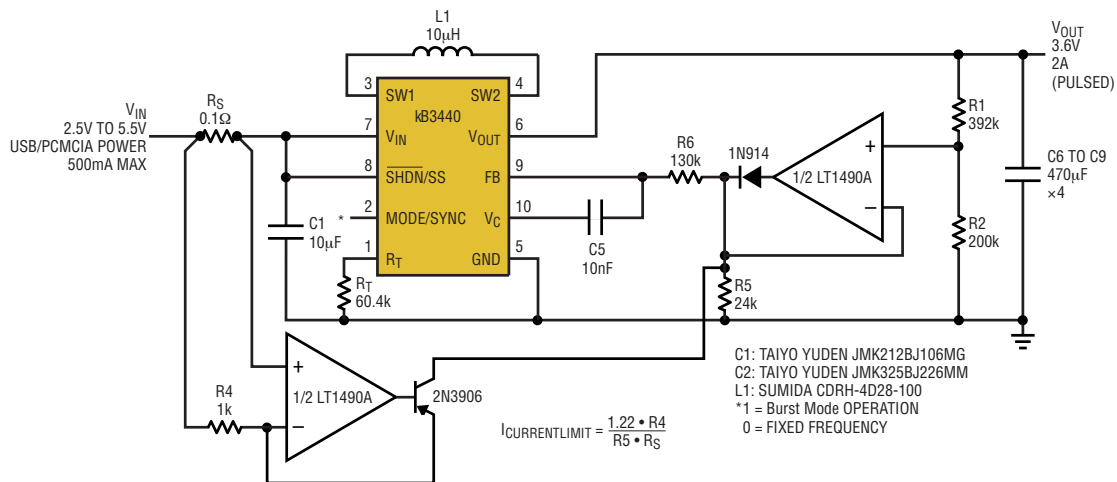 L1
10µH
3
4
SW1
SW2
kB3440
VIN
2.5V TO 5.5V
USB/PCMCIA POWER
500mA MAX
RS
0.1Ω
7
VIN
VOUT
6
8
SHDN/SS
FB
9
2
MODE/SYNC
VC
10
1
RT
GND
5
*
C1
10µF
RT
60.4k
C5
10nF
R6
130k
1N914
+
1/2 LT1490A
–
R5
24k
VOUT
3.6V
2A
(PULSED)
R1
392k
R2
200k
C6 TO C9
470µF
×4
R4
1k
+
1/2 LT1490A
–
2N3906
ICURRENTLIMIT = 1.22 • R4
R5 • RS
C1: TAIYO YUDEN JMK212BJ106MG
C2: TAIYO YUDEN JMK325BJ226MM
L1: SUMIDA CDRH-4D28-100
*1 = Burst Mode OPERATION
0 = FIXED FREQUENCY